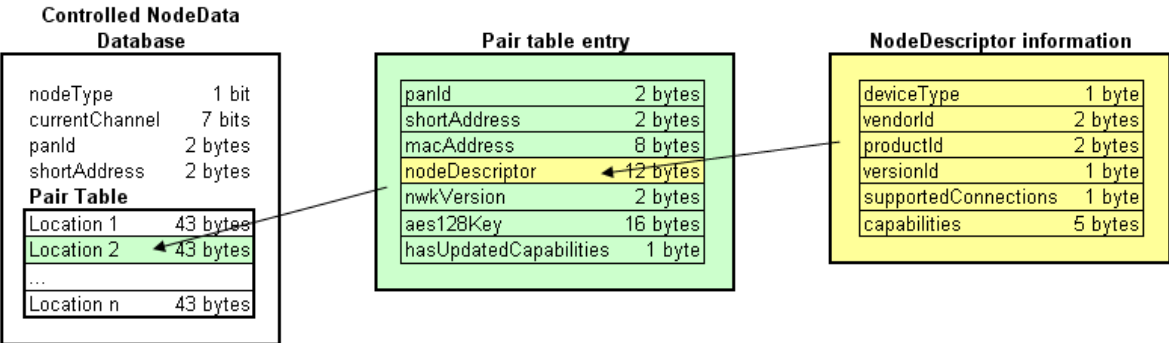 Controlled NodeData
Database
nodeType 1 bit
currentChannel 7 bits
panId 2 bytes
shortAddress 2 bytes
Pair Table
Location 1 43 bytes
Location 2 43 bytes
...
Location n 43 bytes
Pair table entry
panId 2 bytes
shortAddress 2 bytes
macAddress 8 bytes
nodeDescriptor 12 bytes
nwkVersion 2 bytes
aes128Key 16 bytes
hasUpdatedCapabilities 1 byte
NodeDescriptor information
deviceType 1 byte
vendorId 2 bytes
productId 2 bytes
versionId 1 byte
supportedConnections 1 byte
capabilities 5 bytes